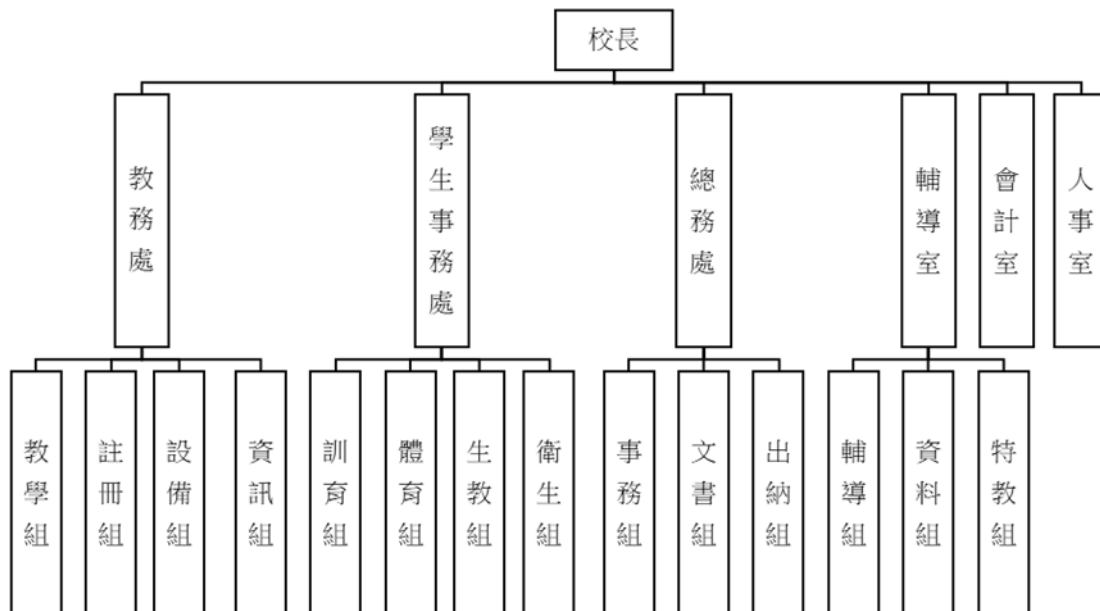 校長
教務處
學生事務處
總務處
輔導室
會計室
人事室
教學組
註冊組
設備組
資訊組
訓育組
體育組
生教組
衛生組
事務組
文書組
出納組
輔導組
資料組
特教組